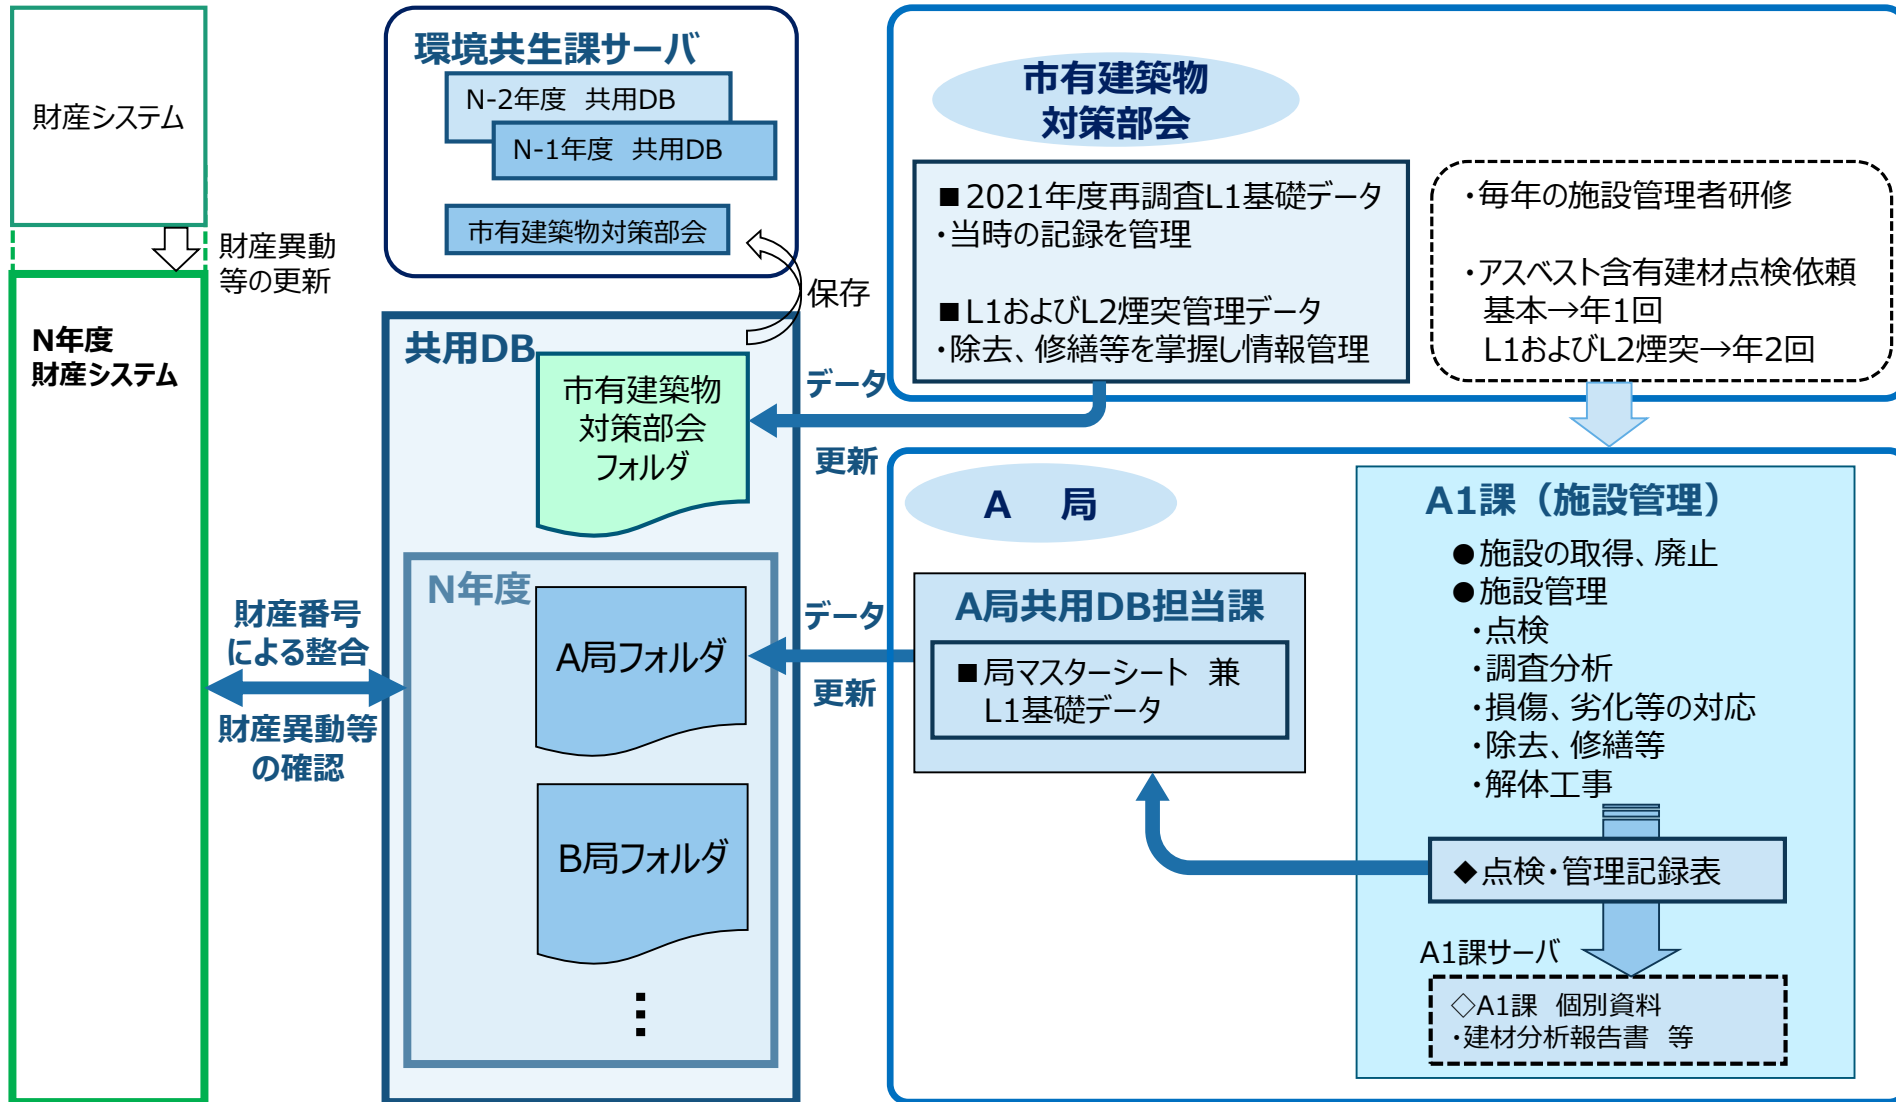 財産システム
財産異動
等の更新
N年度
財産システム
環境共生課サーバ
N-2年度 共用DB
N-1年度 共用DB
市有建築物対策部会
保存
共用DB
市有建築物
対策部会
フォルダ
N年度
A局フォルダ
B局フォルダ
⋮
財産番号
による整合
財産異動等
の確認
データ
更新
データ
更新
市有建築物
対策部会
■2021年度再調査L1基礎データ
・当時の記録を管理
■L1およびL2煙突管理データ
・除去、修繕等を掌握し情報管理
・毎年の施設管理者研修
・アスベスト含有建材点検依頼
基本→年1回
L1およびL2煙突→年2回
A 局
A局共用DB担当課
■局マスターシート 兼
L1基礎データ
A1課（施設管理）
●施設の取得、廃止
●施設管理
・点検
・調査分析
・損傷、劣化等の対応
・除去、修繕等
・解体工事
◆点検・管理記録表
A1課サーバ
◇A1課 個別資料
・建材分析報告書 等